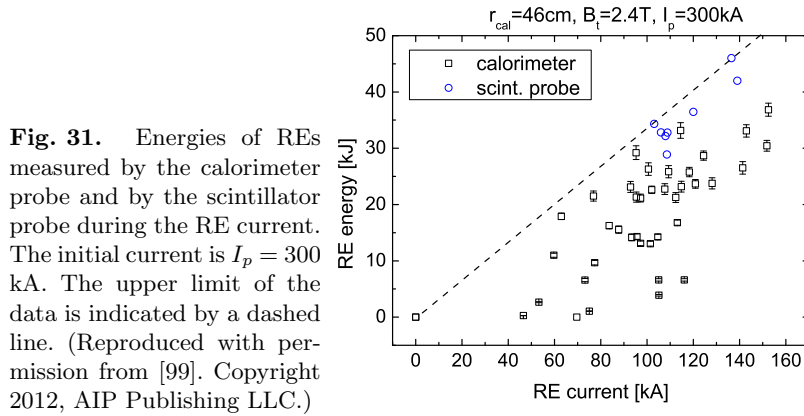 Fig. 31. Energies of REs
measured by the calorimeter
probe and by the scintillator
probe during the RE current.
The initial current is Ip = 300
kA. The upper limit of the
data is indicated by a dashed
line. (Reproduced with per-
mission from [99]. Copyright
2012, AIP Publishing LLC.)
r_cal=46cm, B_t=2.4T, I_p=300kA
calorimeter
scint. probe
RE energy [kJ]
50
40
30
20
10
0
0 20 40 60 80 100 120 140 160
RE current [kA]